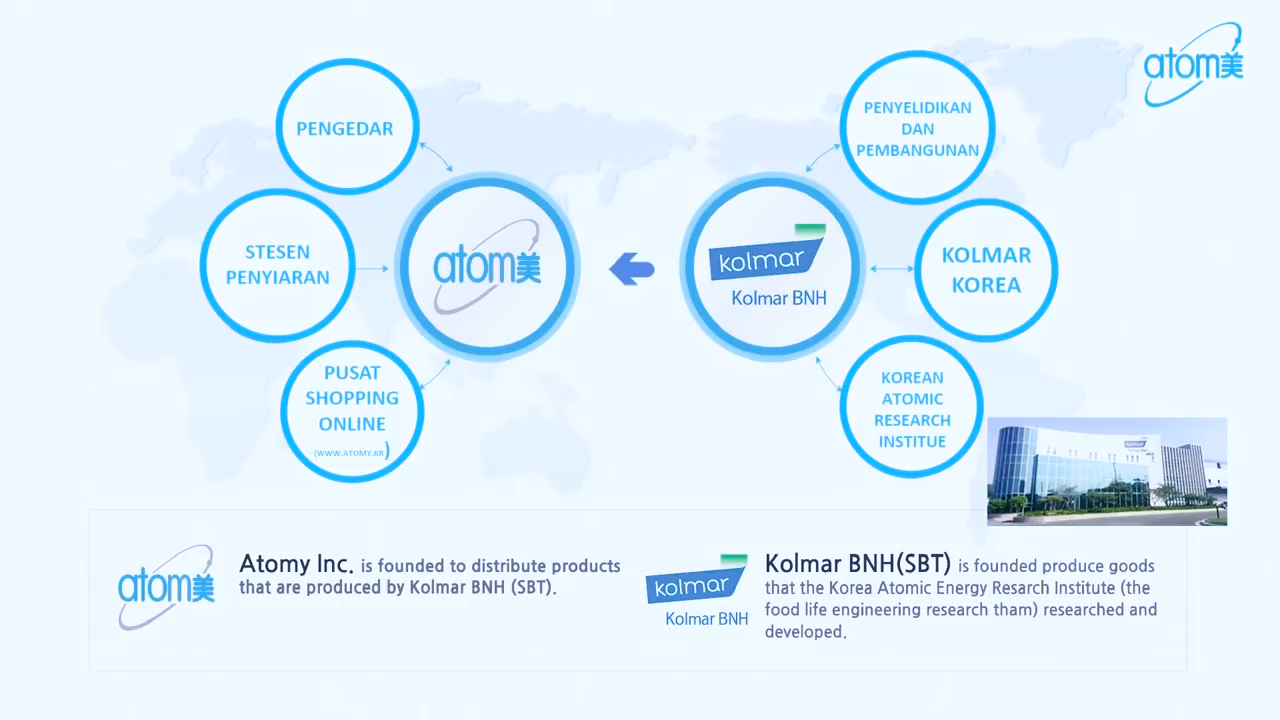 atom美
PENGEDAR
STESEN
PENYIARAN
PUSAT
SHOPPING
ONLINE
(WWW.ATOMY.KR)
atom美
kolmar
Kolmar BNH
PENYELIDIKAN
DAN
PEMBANGUNAN
KOLMAR
KOREA
KOREAN
ATOMIC
RESEARCH
INSTITUE
kolmar
atom美
Atomy Inc. is founded to distribute products
that are produced by Kolmar BNH (SBT).
kolmar
Kolmar BNH
Kolmar BNH(SBT) is founded produce goods
that the Korea Atomic Energy Resarch Institute (the
food life engineering research tham) researched and
developed.